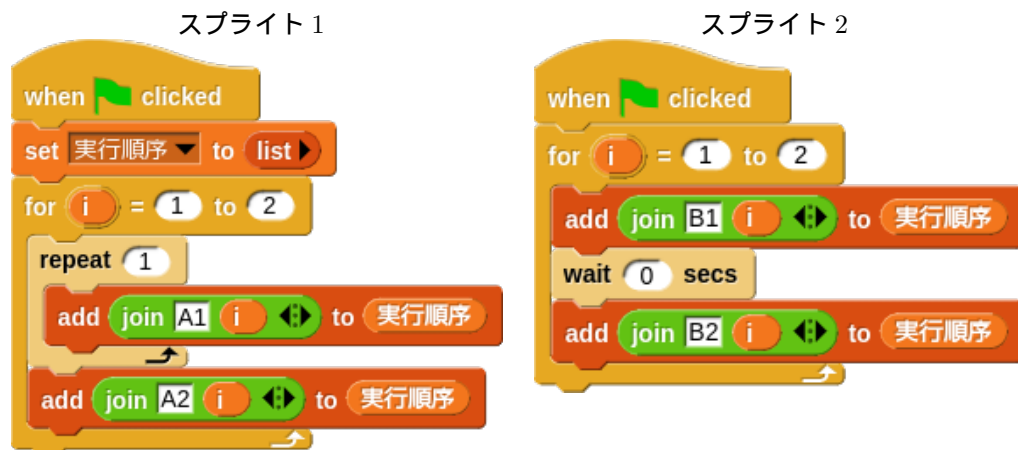 スプライト 1
when clicked
set 実行順序 to list
for i = 1 to 2
repeat 1
add join A1 i to 実行順序
add join A2 i to 実行順序
スプライト 2
when clicked
for i = 1 to 2
add join B1 i to 実行順序
wait 0 secs
add join B2 i to 実行順序